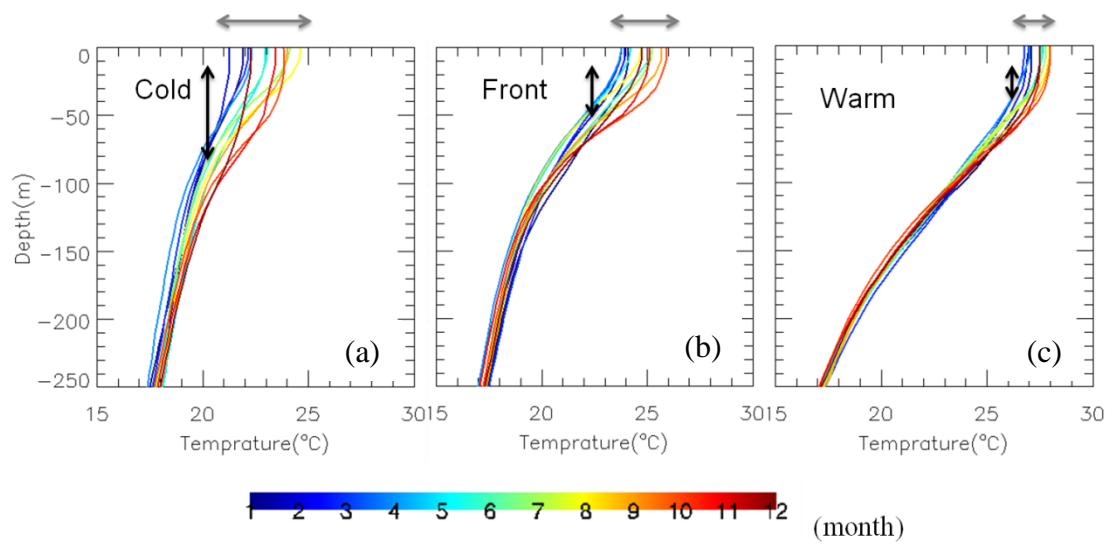 Cold
Front
Warm
0
-50
-100
-150
-200
-250
Depth(m)
(a)
(b)
(c)
15 20 25 30
15 20 25 30
15 20 25 30
Temprature(°C)
Temprature(°C)
Temprature(°C)
1 2 3 4 5 6 7 8 9 10 11 12
(month)